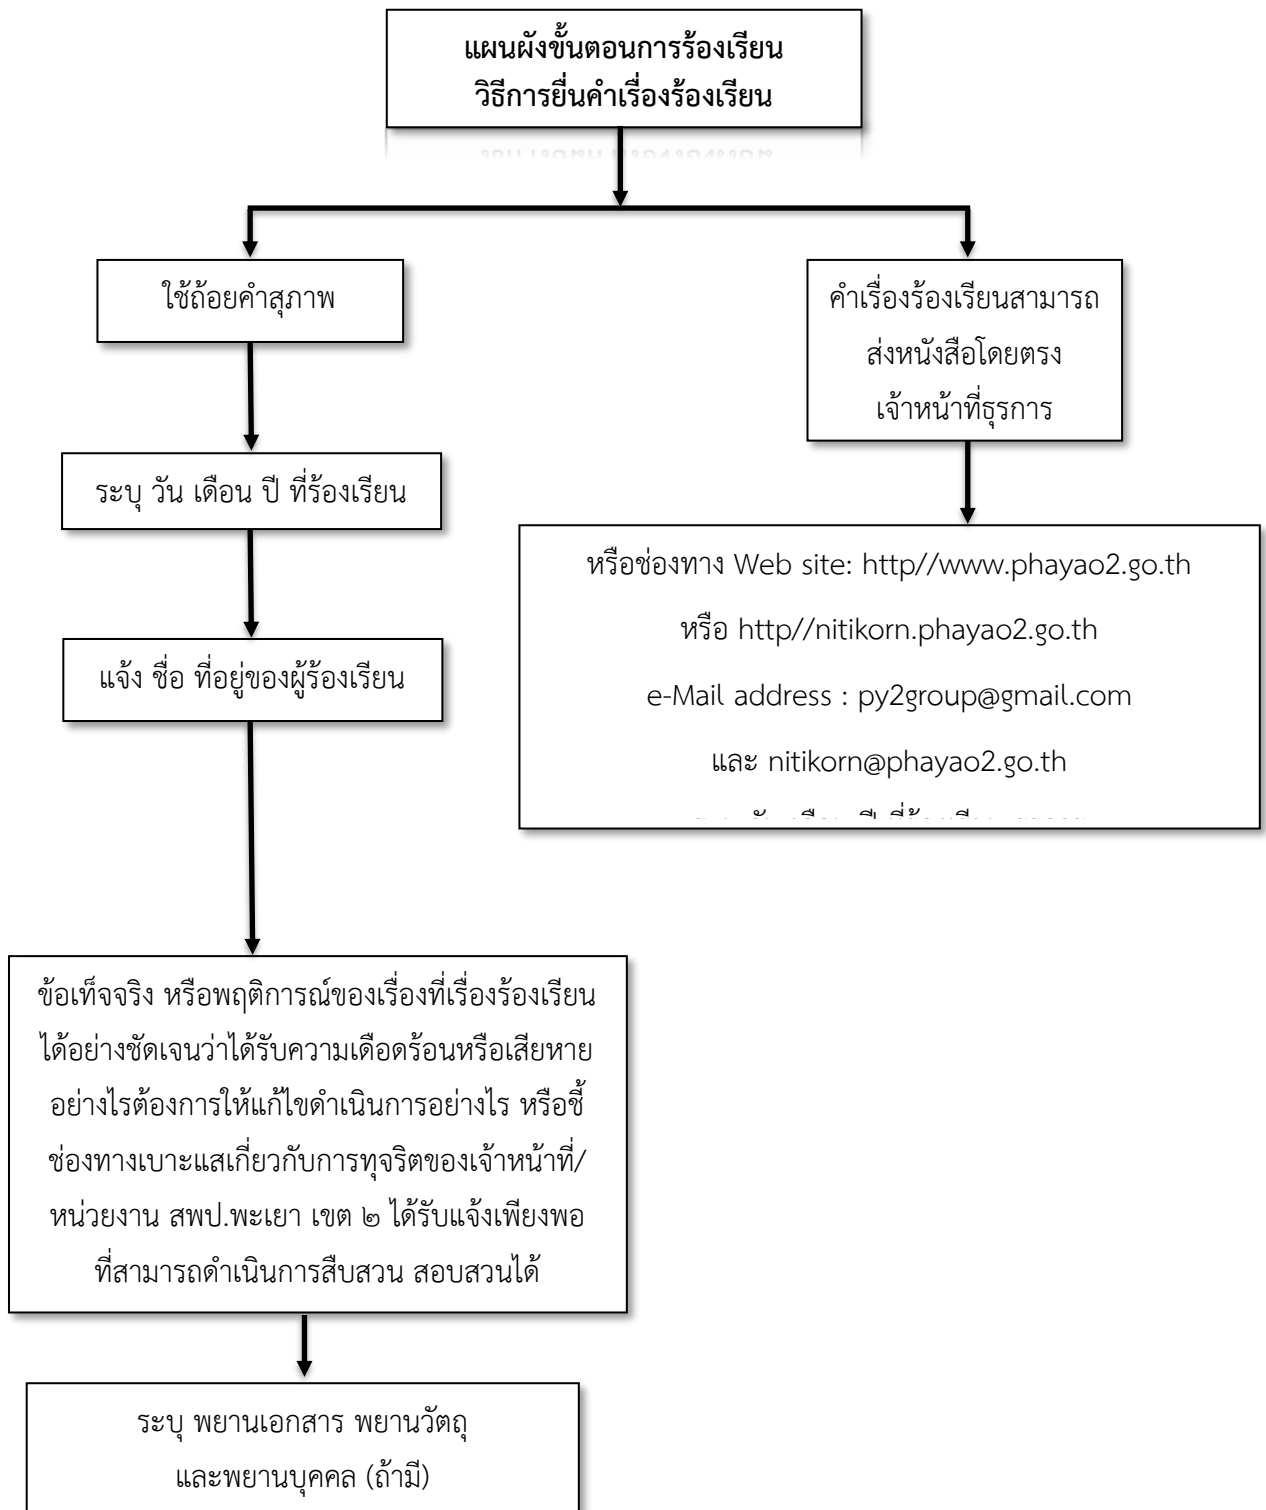 แผนผังขั้นตอนการร้องเรียน
วิธีการยื่นคำเรื่องร้องเรียน
ใช้ถ้อยคำสุภาพ
ระบุ วัน เดือน ปี ที่ร้องเรียน
แจ้ง ชื่อ ที่อยู่ของผู้ร้องเรียน
ข้อเท็จจริง หรือพฤติการณ์ของเรื่องที่เรื่องร้องเรียน
ได้อย่างชัดเจนว่าได้รับความเดือดร้อนหรือเสียหาย
อย่างไรต้องการให้แก้ไขดำเนินการอย่างไร หรือชี้
ช่องทางเบาะแสเกี่ยวกับการทุจริตของเจ้าหน้าที่/
หน่วยงาน สพป.พะเยา เขต ๒ ได้รับแจ้งเพียงพอ
ที่สามารถดำเนินการสืบสวน สอบสวนได้
ระบุ พยานเอกสาร พยานวัตถุ
และพยานบุคคล (ถ้ามี)
คำเรื่องร้องเรียนสามารถ
ส่งหนังสือโดยตรง
เจ้าหน้าที่ธุรการ
หรือช่องทาง Web site: http//www.phayao2.go.th
หรือ http//nitikorn.phayao2.go.th
e-Mail address : py2group@gmail.com
และ nitikorn@phayao2.go.th